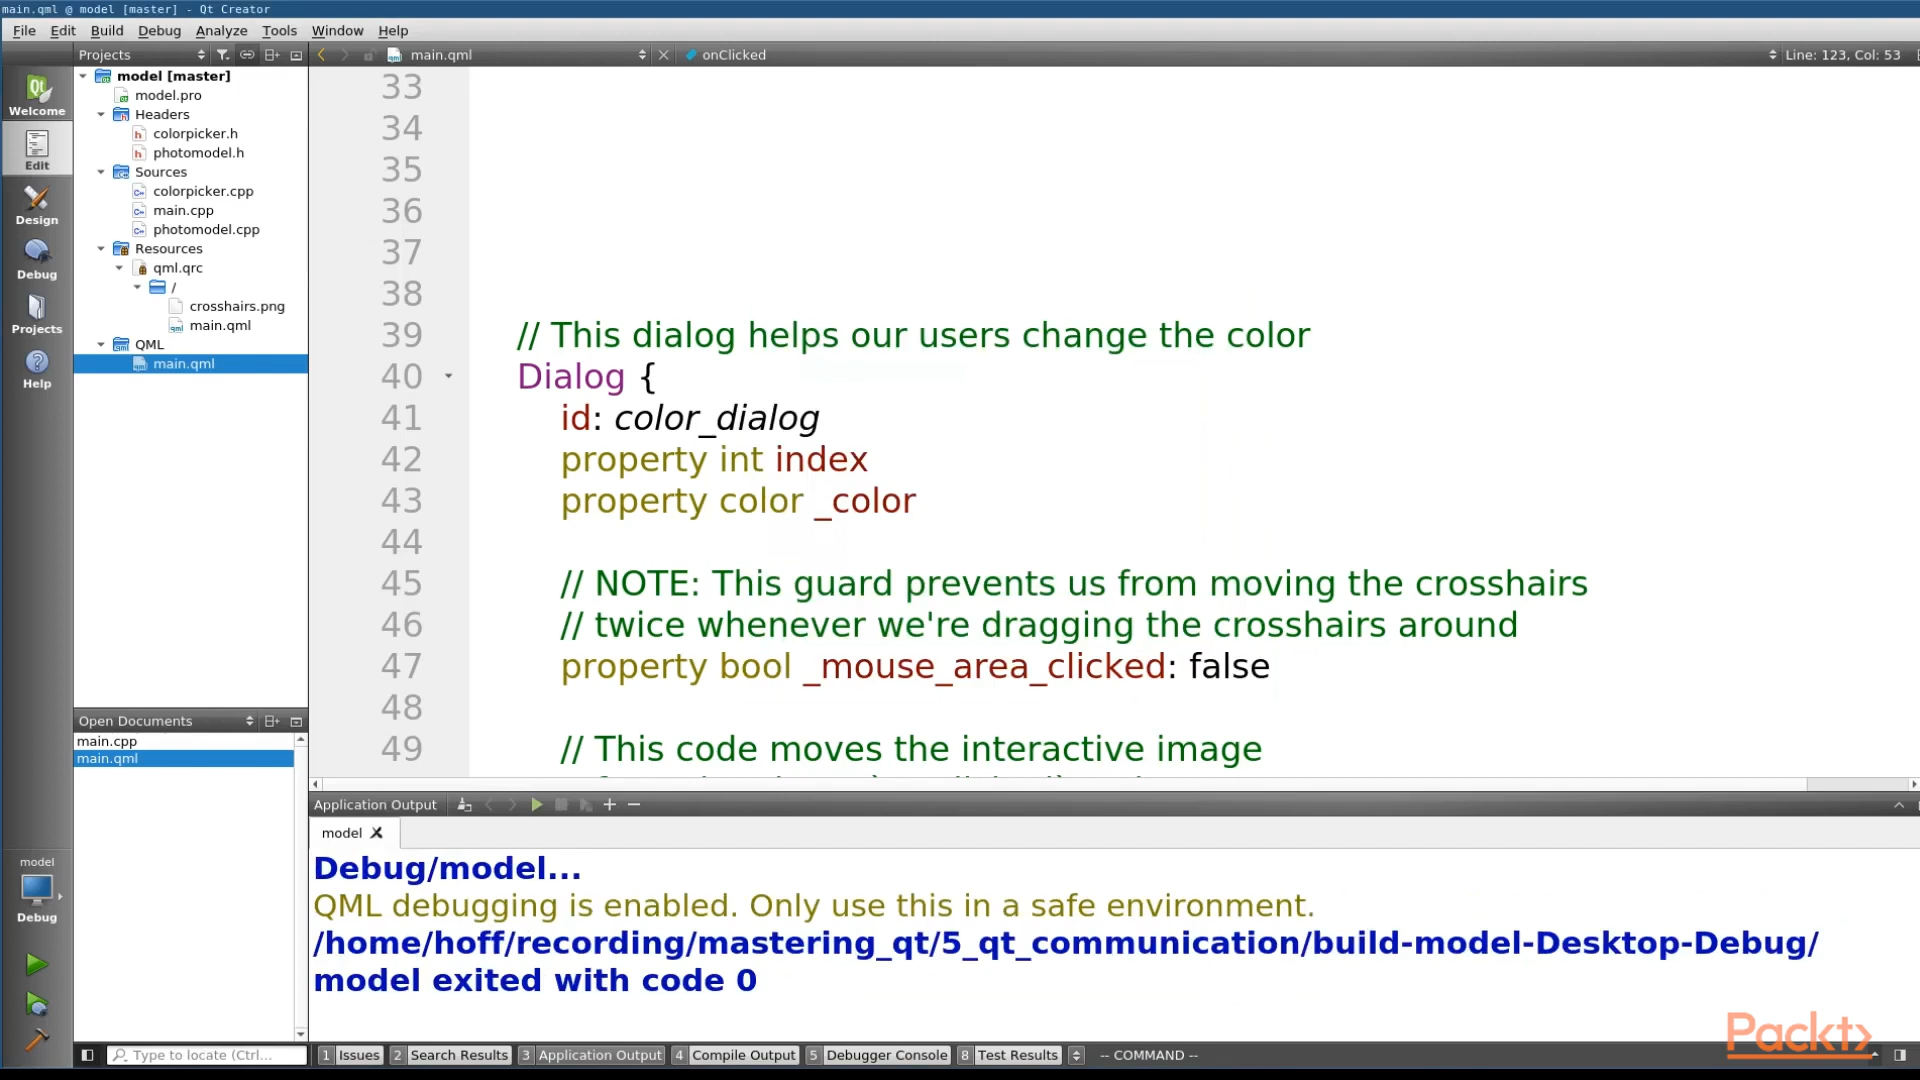 main.qml @ model [master] - Qt Creator
File Edit Build Debug Analyze Tools Window Help
Projects main.qml onClicked Line: 123, Col: 53
Welcome
Edit
Design
Debug
Projects
Help
model [master]
model.pro
Headers
colorpicker.h
photomodel.h
Sources
colorpicker.cpp
main.cpp
photomodel.cpp
Resources
qml.qrc
/
crosshairs.png
main.qml
QML
main.qml
33
34
35
36
37
38
39 // This dialog helps our users change the color
40 Dialog {
41 id: color_dialog
42 property int index
43 property color _color
44
45 // NOTE: This guard prevents us from moving the crosshairs
46 // twice whenever we're dragging the crosshairs around
47 property bool _mouse_area_clicked: false
48
49 // This code moves the interactive image
Open Documents
main.cpp
main.qml
Application Output
model
Debug/model...
QML debugging is enabled. Only use this in a safe environment.
/home/hoff/recording/mastering_qt/5_qt_communication/build-model-Desktop-Debug/
model exited with code 0
model
Debug
Packt>
Type to locate (Ctrl... 1 Issues 2 Search Results 3 Application Output 4 Compile Output 5 Debugger Console 8 Test Results -- COMMAND --